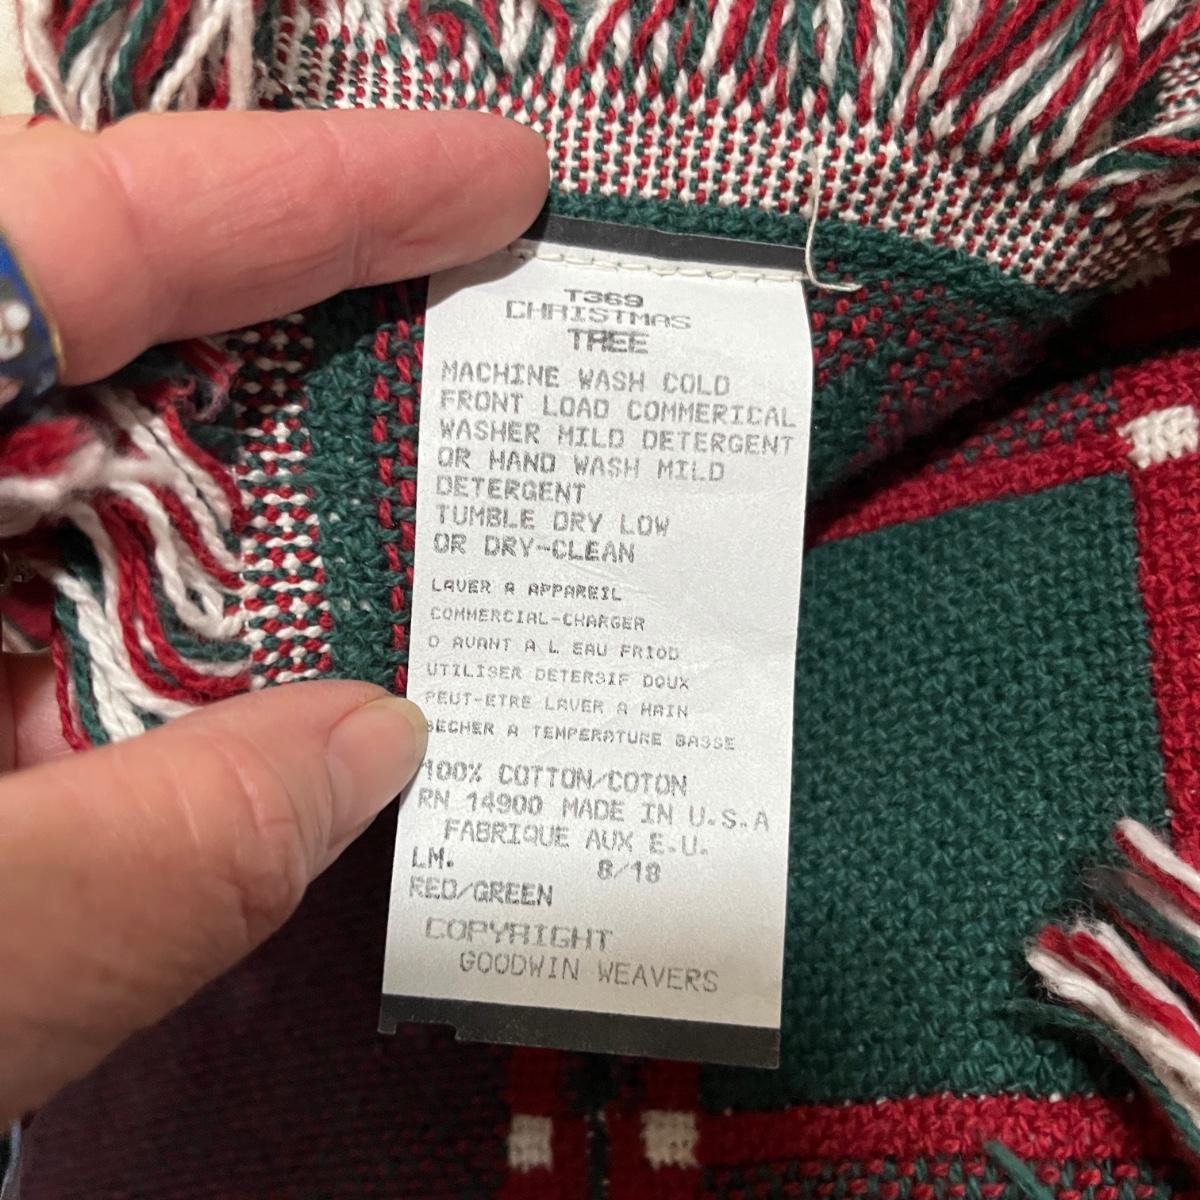 T369
CHRISTMAS
TREE
MACHINE WASH COLD
FRONT LOAD COMMERICAL
WASHER MILD DETERGENT
OR HAND WASH MILD
DETERGENT
TUMBLE DRY LOW
OR DRY-CLEAN
LAVER A APPAREIL
COMMERCIAL-CHARGER
D AVANT A L EAU FRIOD
UTILISER DETERSIF DOUX
PEUT-ETRE LAVER A HAIN
SECHER A TEMPERATURE BASSE
100% COTTON/COTON
RN 14900 MADE IN U.S.A
FABRIQUE AUX E.U.
LM. 8/18
RED/GREEN
COPYRIGHT
GOODWIN WEAVERS